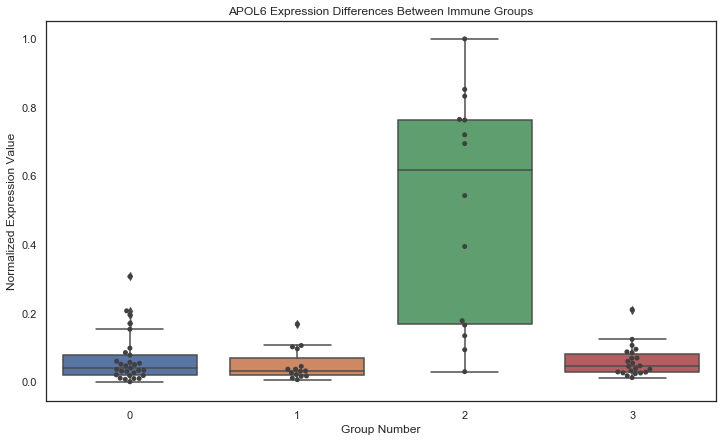 APOL6 Expression Differences Between Immune Groups
Normalized Expression Value
1.0
0.8
0.6
0.4
0.2
0.0
0 1 2 3
Group Number